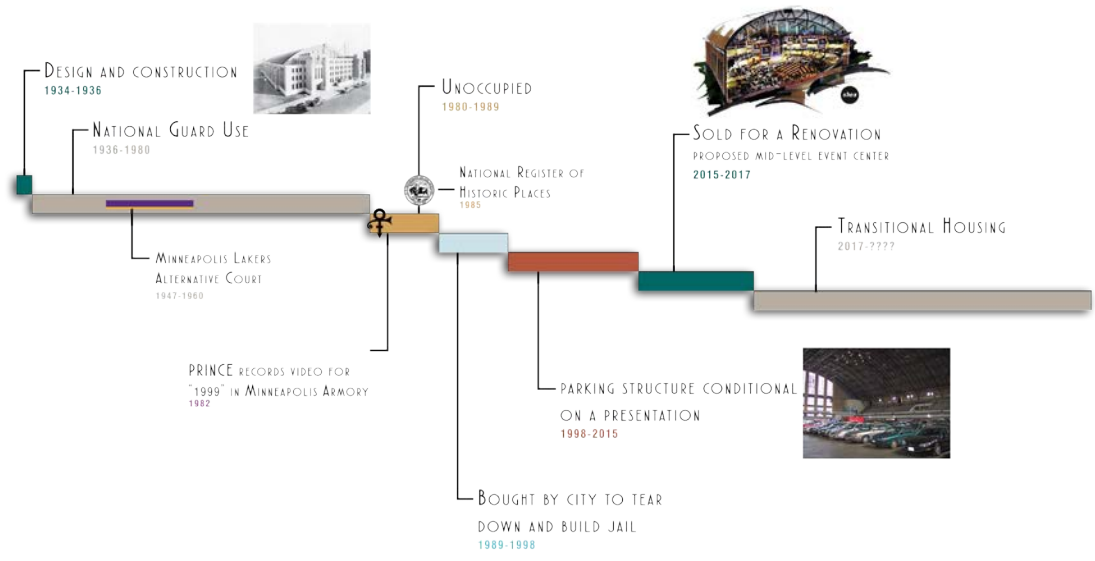 Design and construction
1934-1936
National Guard Use
1936-1980
Minneapolis Lakers
Alternative Court
1947-1960
Unoccupied
1980-1989
National Register of
Historic Places
1985
PRINCE records video for
"1999" in Minneapolis Armory
1982
Bought by city to tear
down and build jail
1989-1998
parking structure conditional
on a presentation
1998-2015
Sold for a Renovation
proposed mid-level event center
2015-2017
Transitional Housing
2017-????